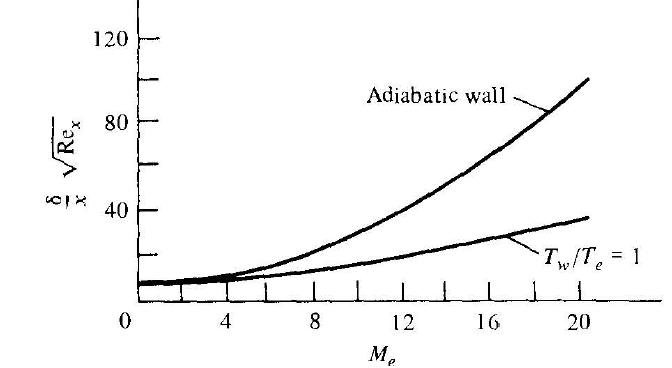 120
80
40
δ/x √Re_x
Adiabatic wall
T_w/T_e = 1
0 4 8 12 16 20
M_e